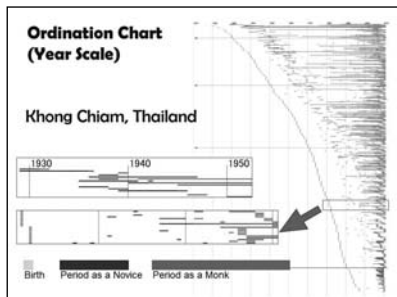 Ordination Chart
(Year Scale)
Khong Chiam, Thailand
1930 1940 1950
Birth Period as a Novice Period as a Monk